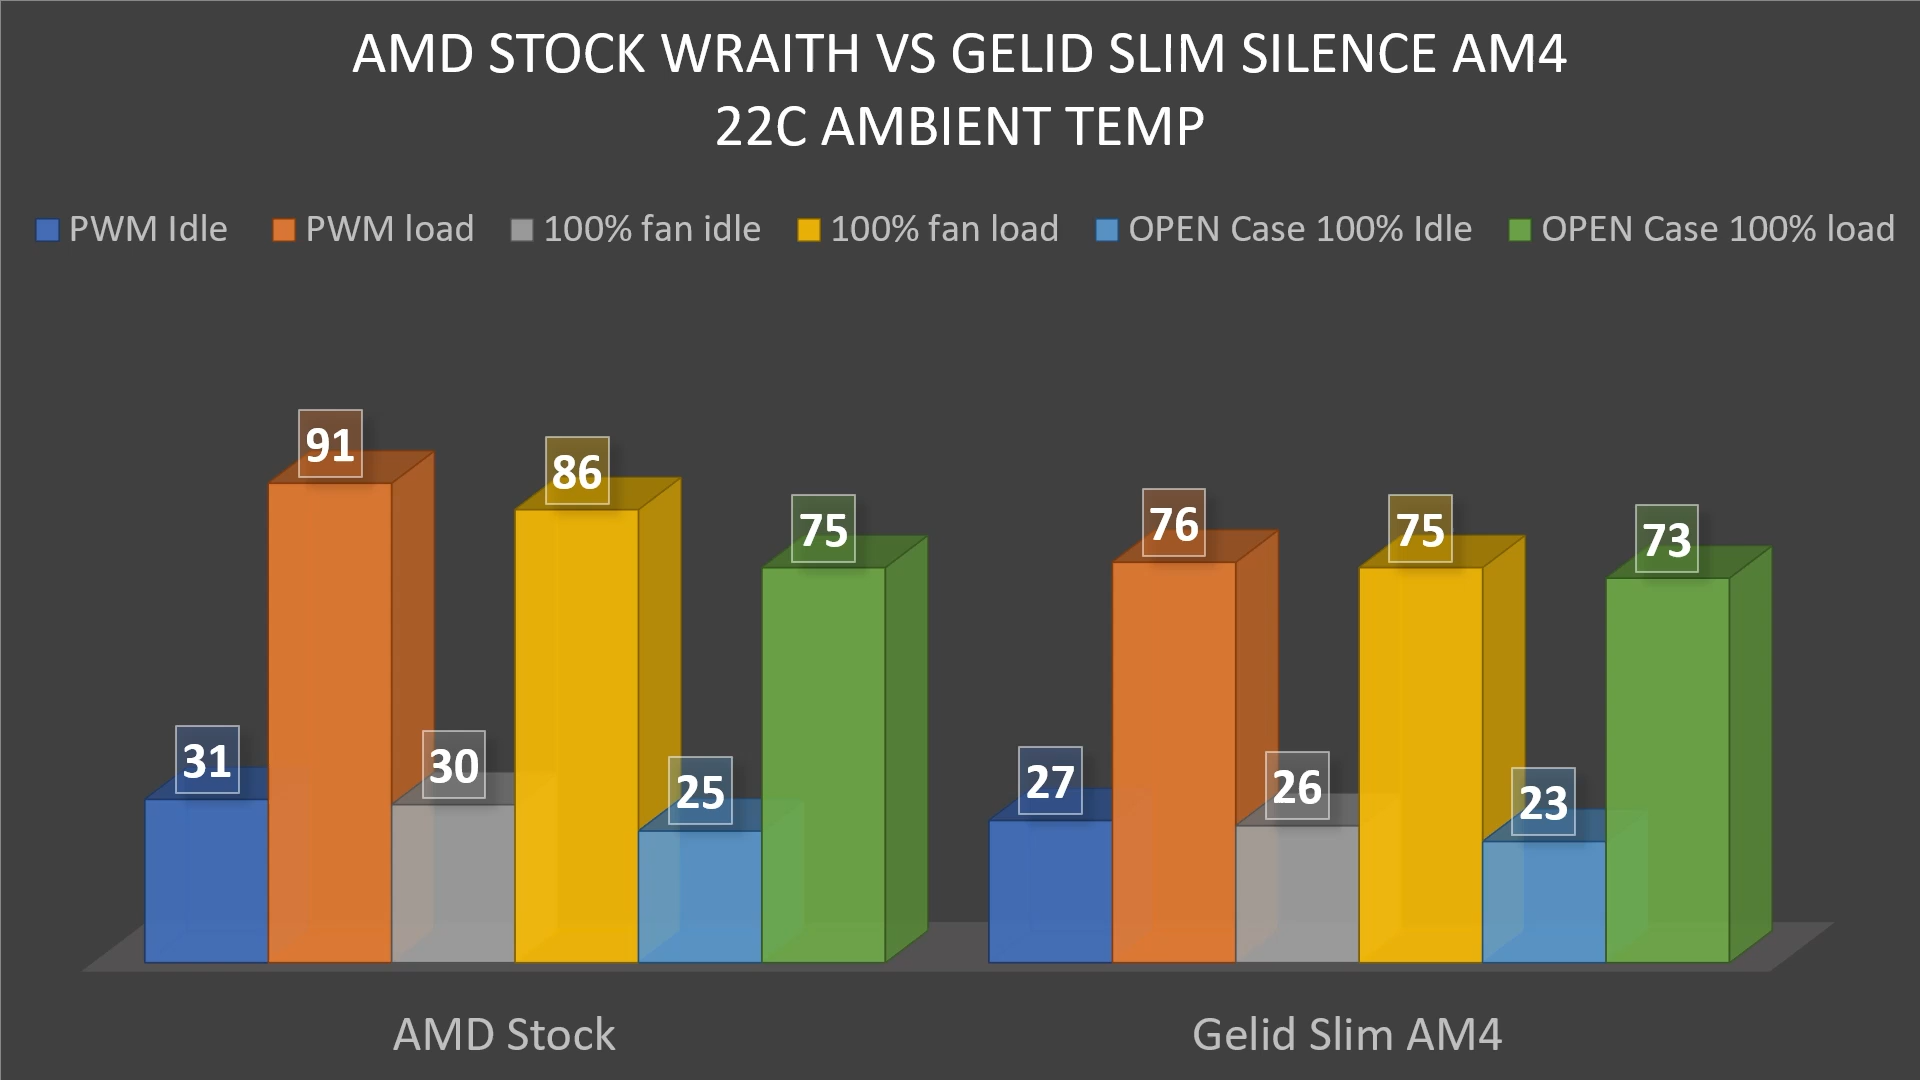 AMD STOCK WRAITH VS GELID SLIM SILENCE AM4
22C AMBIENT TEMP
PWM Idle PWM load 100% fan idle 100% fan load OPEN Case 100% Idle OPEN Case 100% load
31 91 30 86 25 75 27 76 26 75 23 73
AMD Stock Gelid Slim AM4